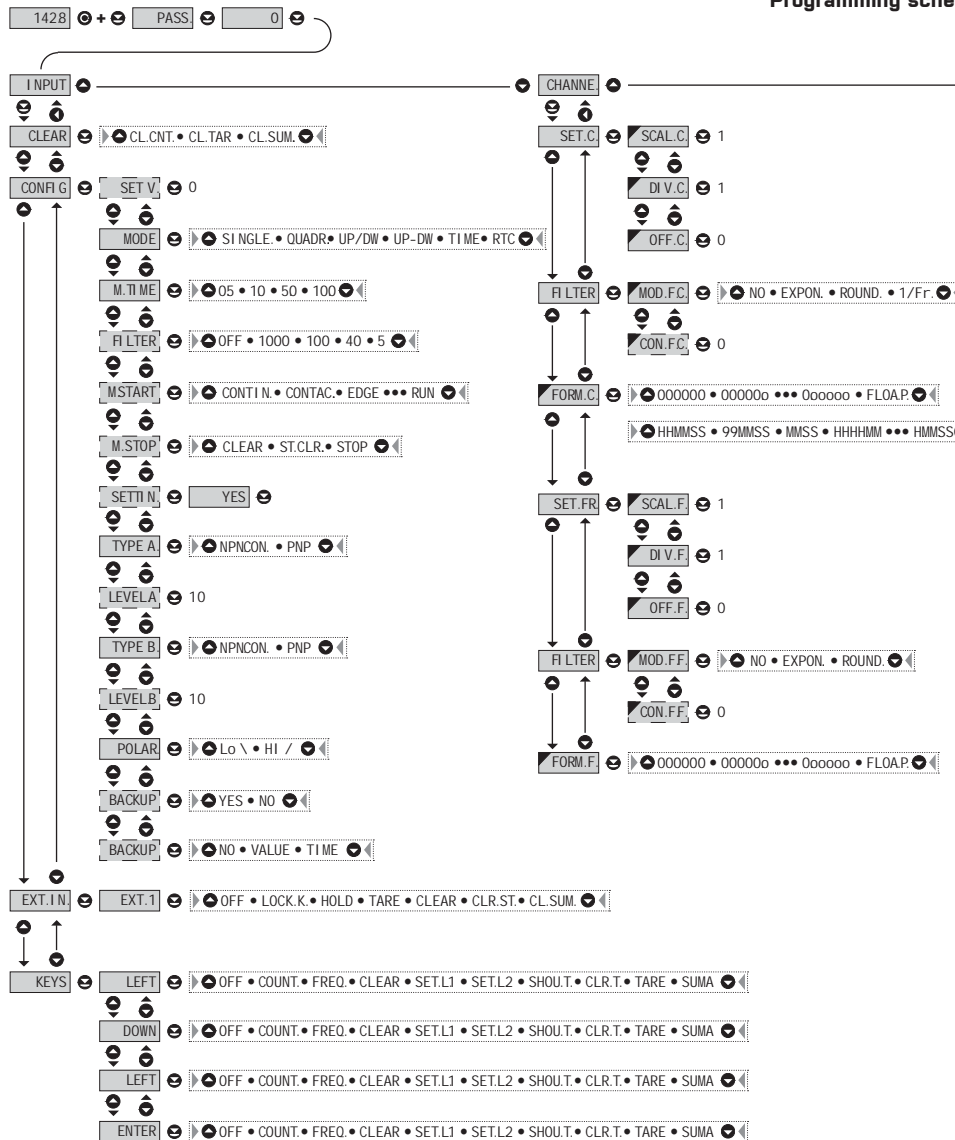 Programming sche
1428 + PASS. 0
INPUT
CLEAR CL.CNT. • CL.TAR • CL.SUM.
CONFIG SET V. 0
MODE SINGLE. • QUADR. • UP/DW • UP-DW • TIME • RTC
M.TIME 05 • 10 • 50 • 100
FILTER OFF • 1000 • 100 • 40 • 5
M.START CONTIN. • CONTAC. • EDGE ••• RUN
M.STOP CLEAR • ST.CLR. • STOP
SETTIN. YES
TYPE A. NPNCON. • PNP
LEVEL.A 10
TYPE B. NPNCON. • PNP
LEVEL.B 10
POLAR. Lo \ • HI /
BACKUP YES • NO
BACKUP NO • VALUE • TIME
EXT.IN. EXT.1 OFF • LOCK.K. • HOLD • TARE • CLEAR • CLR.ST. • CL.SUM.
KEYS LEFT OFF • COUNT. • FREQ. • CLEAR • SET.L1 • SET.L2 • SHOU.T. • CLR.T. • TARE • SUMA
DOWN OFF • COUNT. • FREQ. • CLEAR • SET.L1 • SET.L2 • SHOU.T. • CLR.T. • TARE • SUMA
LEFT OFF • COUNT. • FREQ. • CLEAR • SET.L1 • SET.L2 • SHOU.T. • CLR.T. • TARE • SUMA
ENTER OFF • COUNT. • FREQ. • CLEAR • SET.L1 • SET.L2 • SHOU.T. • CLR.T. • TARE • SUMA
CHANNE.
SET.C. SCAL.C. 1
DIV.C. 1
OFF.C. 0
FILTER MOD.F.C. NO • EXPON. • ROUND. • 1/Fr.
CON.F.C. 0
FORM.C. 000000 • 00000o ••• 0ooooo • FLOA.P.
HHMMSS • 99MMSS • MMSS • HHHHMM ••• HMMSS
SET.FR. SCAL.F. 1
DIV.F. 1
OFF.F. 0
FILTER MOD.F.F. NO • EXPON. • ROUND.
CON.F.F. 0
FORM.F. 000000 • 00000o ••• 0ooooo • FLOA.P.